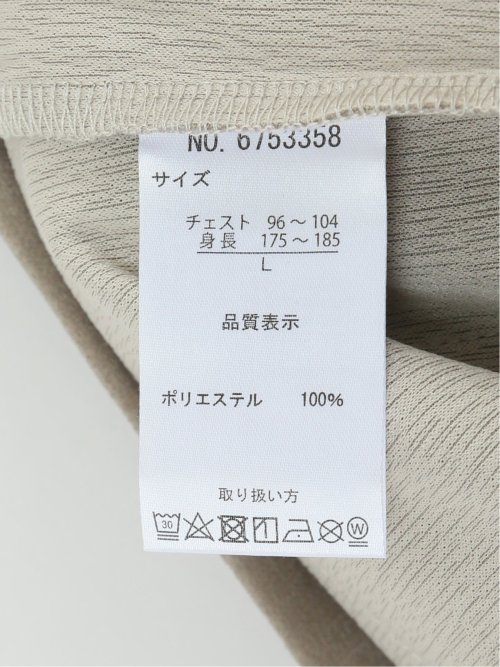 NO. 6753358
サイズ
チェスト 96～104
身長 175～185
L
品質表示
ポリエステル 100%
取り扱い方
30 W